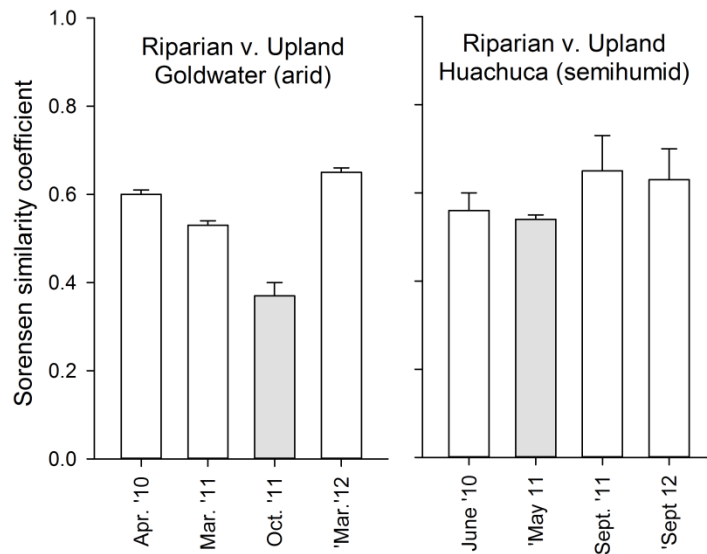 Riparian v. Upland
Goldwater (arid)
Riparian v. Upland
Huachuca (semihumid)
Sorensen similarity coefficient
1.0
0.8
0.6
0.4
0.2
0.0
Apr. '10
Mar. '11
Oct. '11
'Mar.'12
June '10
'May 11
Sept. '11
'Sept 12